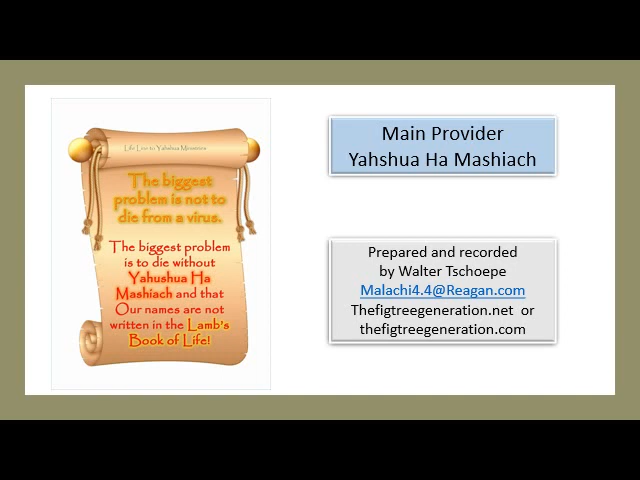 Life Line to Yahshua Ministries
The biggest
problem is not to
die from a virus.
The biggest problem
is to die without
Yahushua Ha
Mashiach and that
Our names are not
written in the Lamb's
Book of Life!
Main Provider
Yahshua Ha Mashiach
Prepared and recorded
by Walter Tschoepe
Malachi4.4@Reagan.com
Thefigtreegeneration.net or
thefigtreegeneration.com